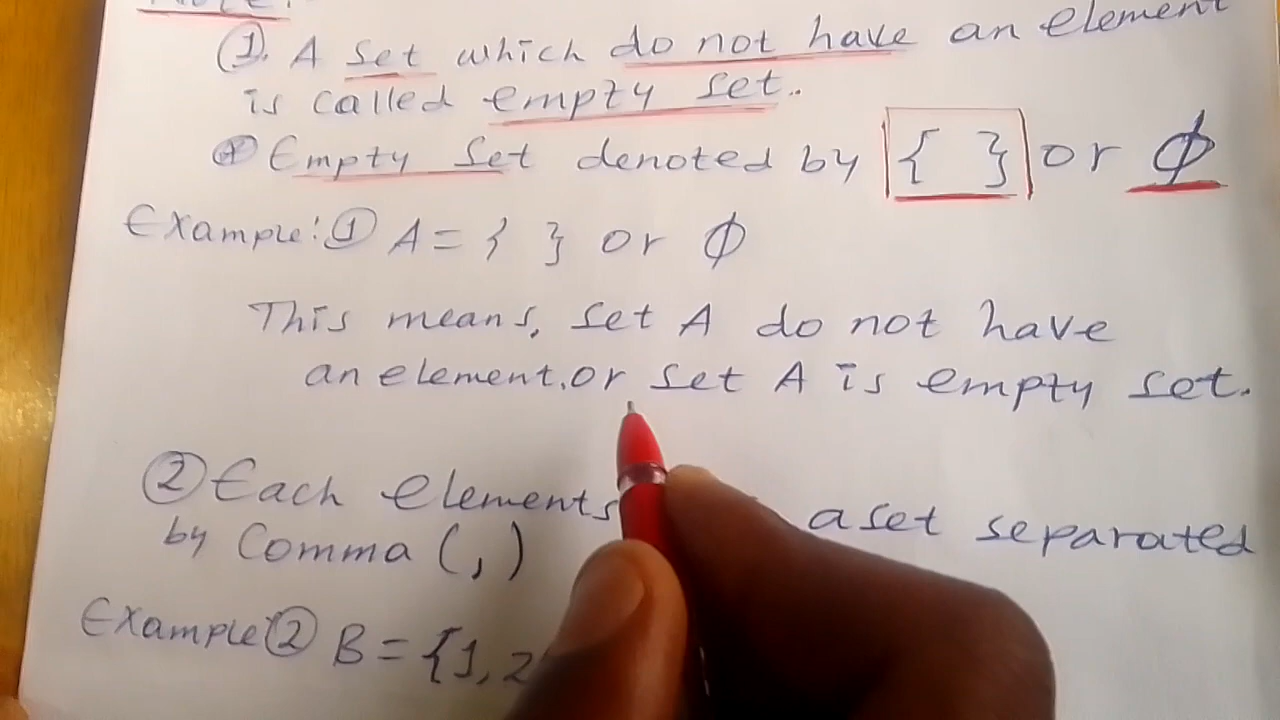 ①. A set which do not have an element
is called empty set.
⊛ Empty set denoted by { } or ϕ
Example: ① A = { } or ϕ
This means, set A do not have
an element. or set A is empty set.
② Each elements a set separated
by Comma (,)
Example: ② B = {1, 2